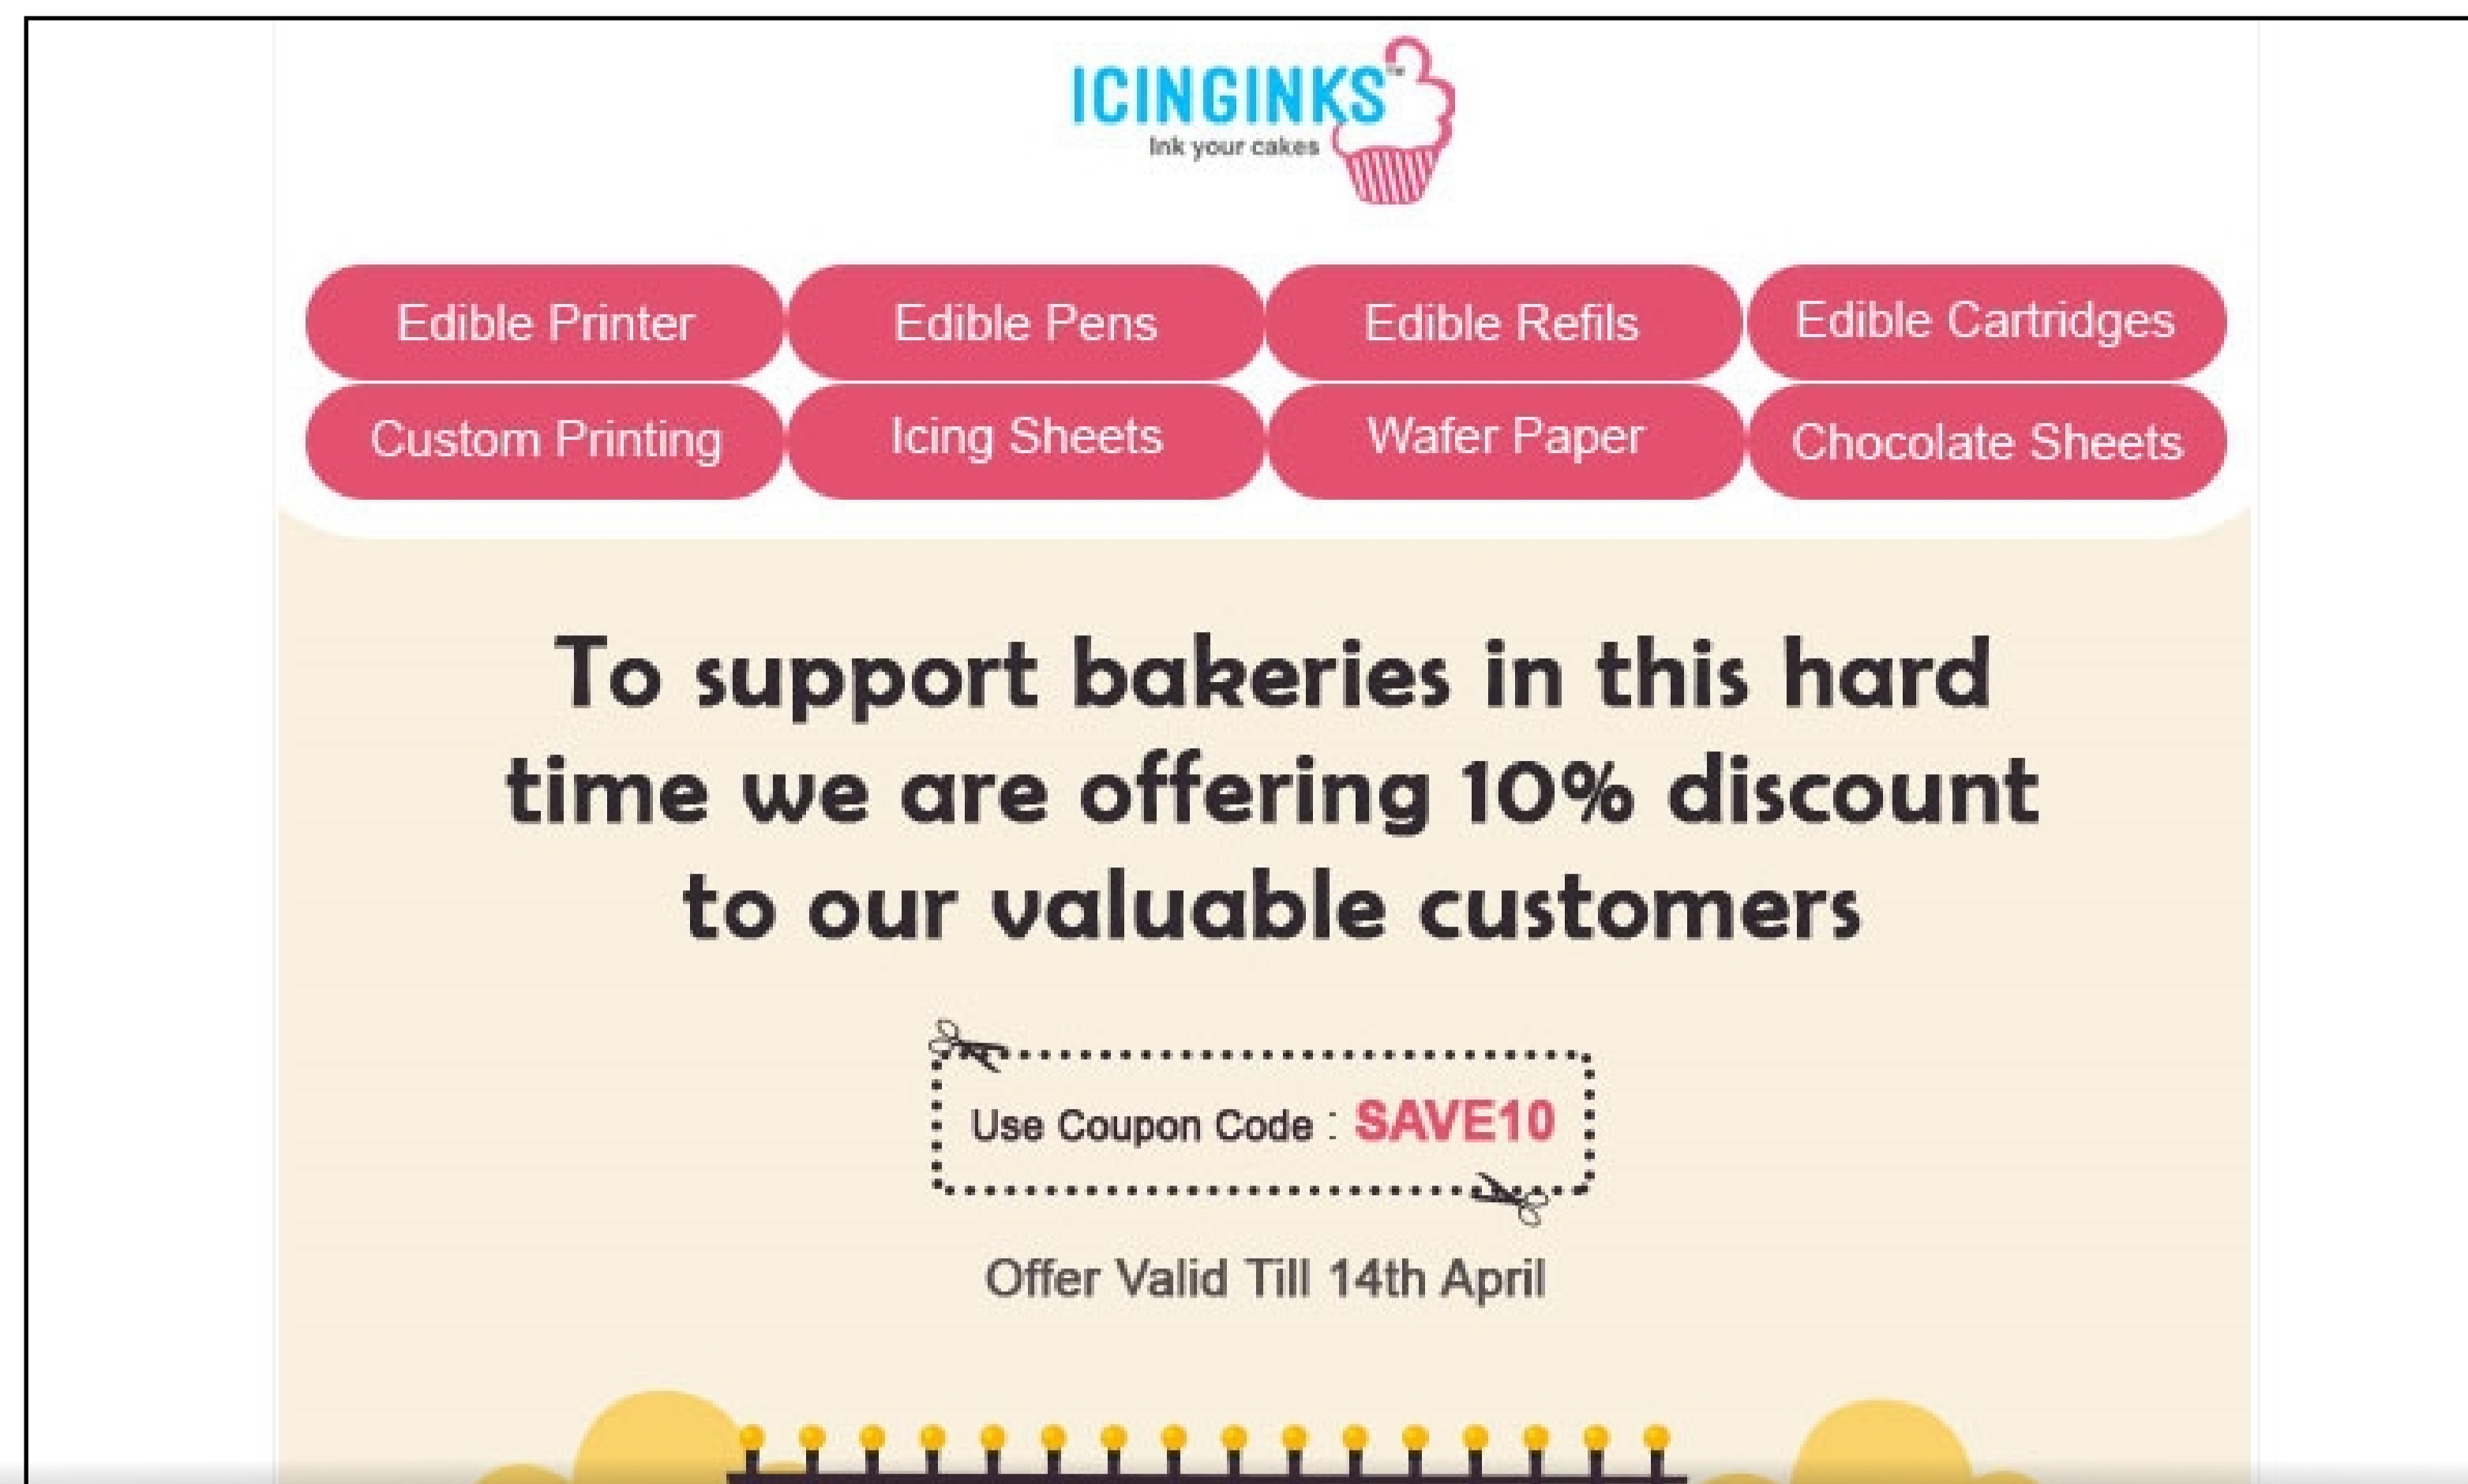 ICINGINKS™
Ink your cakes
Edible Printer Edible Pens Edible Refils Edible Cartridges
Custom Printing Icing Sheets Wafer Paper Chocolate Sheets
To support bakeries in this hard
time we are offering 10% discount
to our valuable customers
Use Coupon Code : SAVE10
Offer Valid Till 14th April